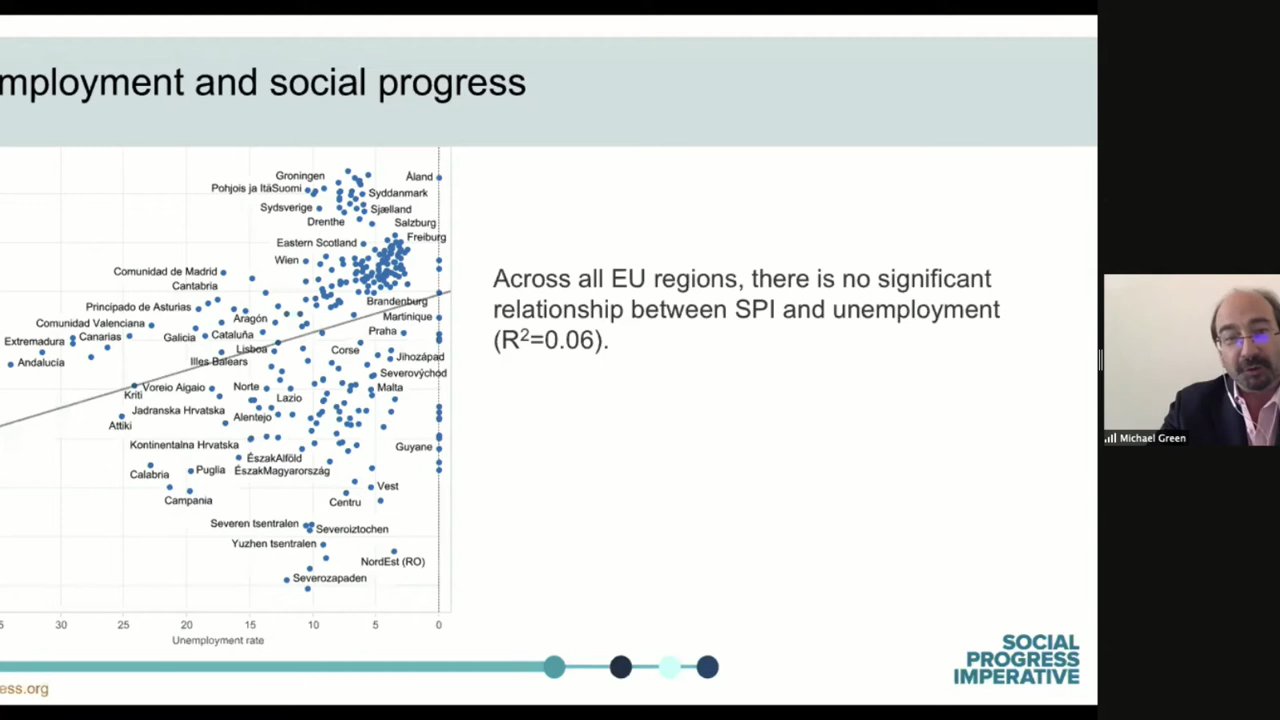 mployment and social progress
Groningen
Åland
Pohjois ja ItäSuomi
Syddanmark
Sydsverige
Sjælland
Drenthe
Salzburg
Freiburg
Eastern Scotland
Wien
Comunidad de Madrid
Cantabria
Brandenburg
Principado de Asturias
Martinique
Aragón
Comunidad Valenciana
Praha
Extremadura
Canarias
Galicia
Cataluña
Lisboa
Corse
Jihozápad
Andalucía
Illes Balears
Severovýchod
Voreio Aigaio
Norte
Malta
Kriti
Lazio
Jadranska Hrvatska
Alentejo
Attiki
Kontinentalna Hrvatska
Guyane
ÉszakAlföld
Calabria
Puglia
ÉszakMagyarország
Vest
Campania
Centru
Severen tsentralen
Severoiztochen
Yuzhen tsentralen
NordEst (RO)
Severozapaden
5 30 25 20 15 10 5 0
Unemployment rate
Across all EU regions, there is no significant
relationship between SPI and unemployment
(R²=0.06).
SOCIAL
PROGRESS
IMPERATIVE
ess.org
Michael Green